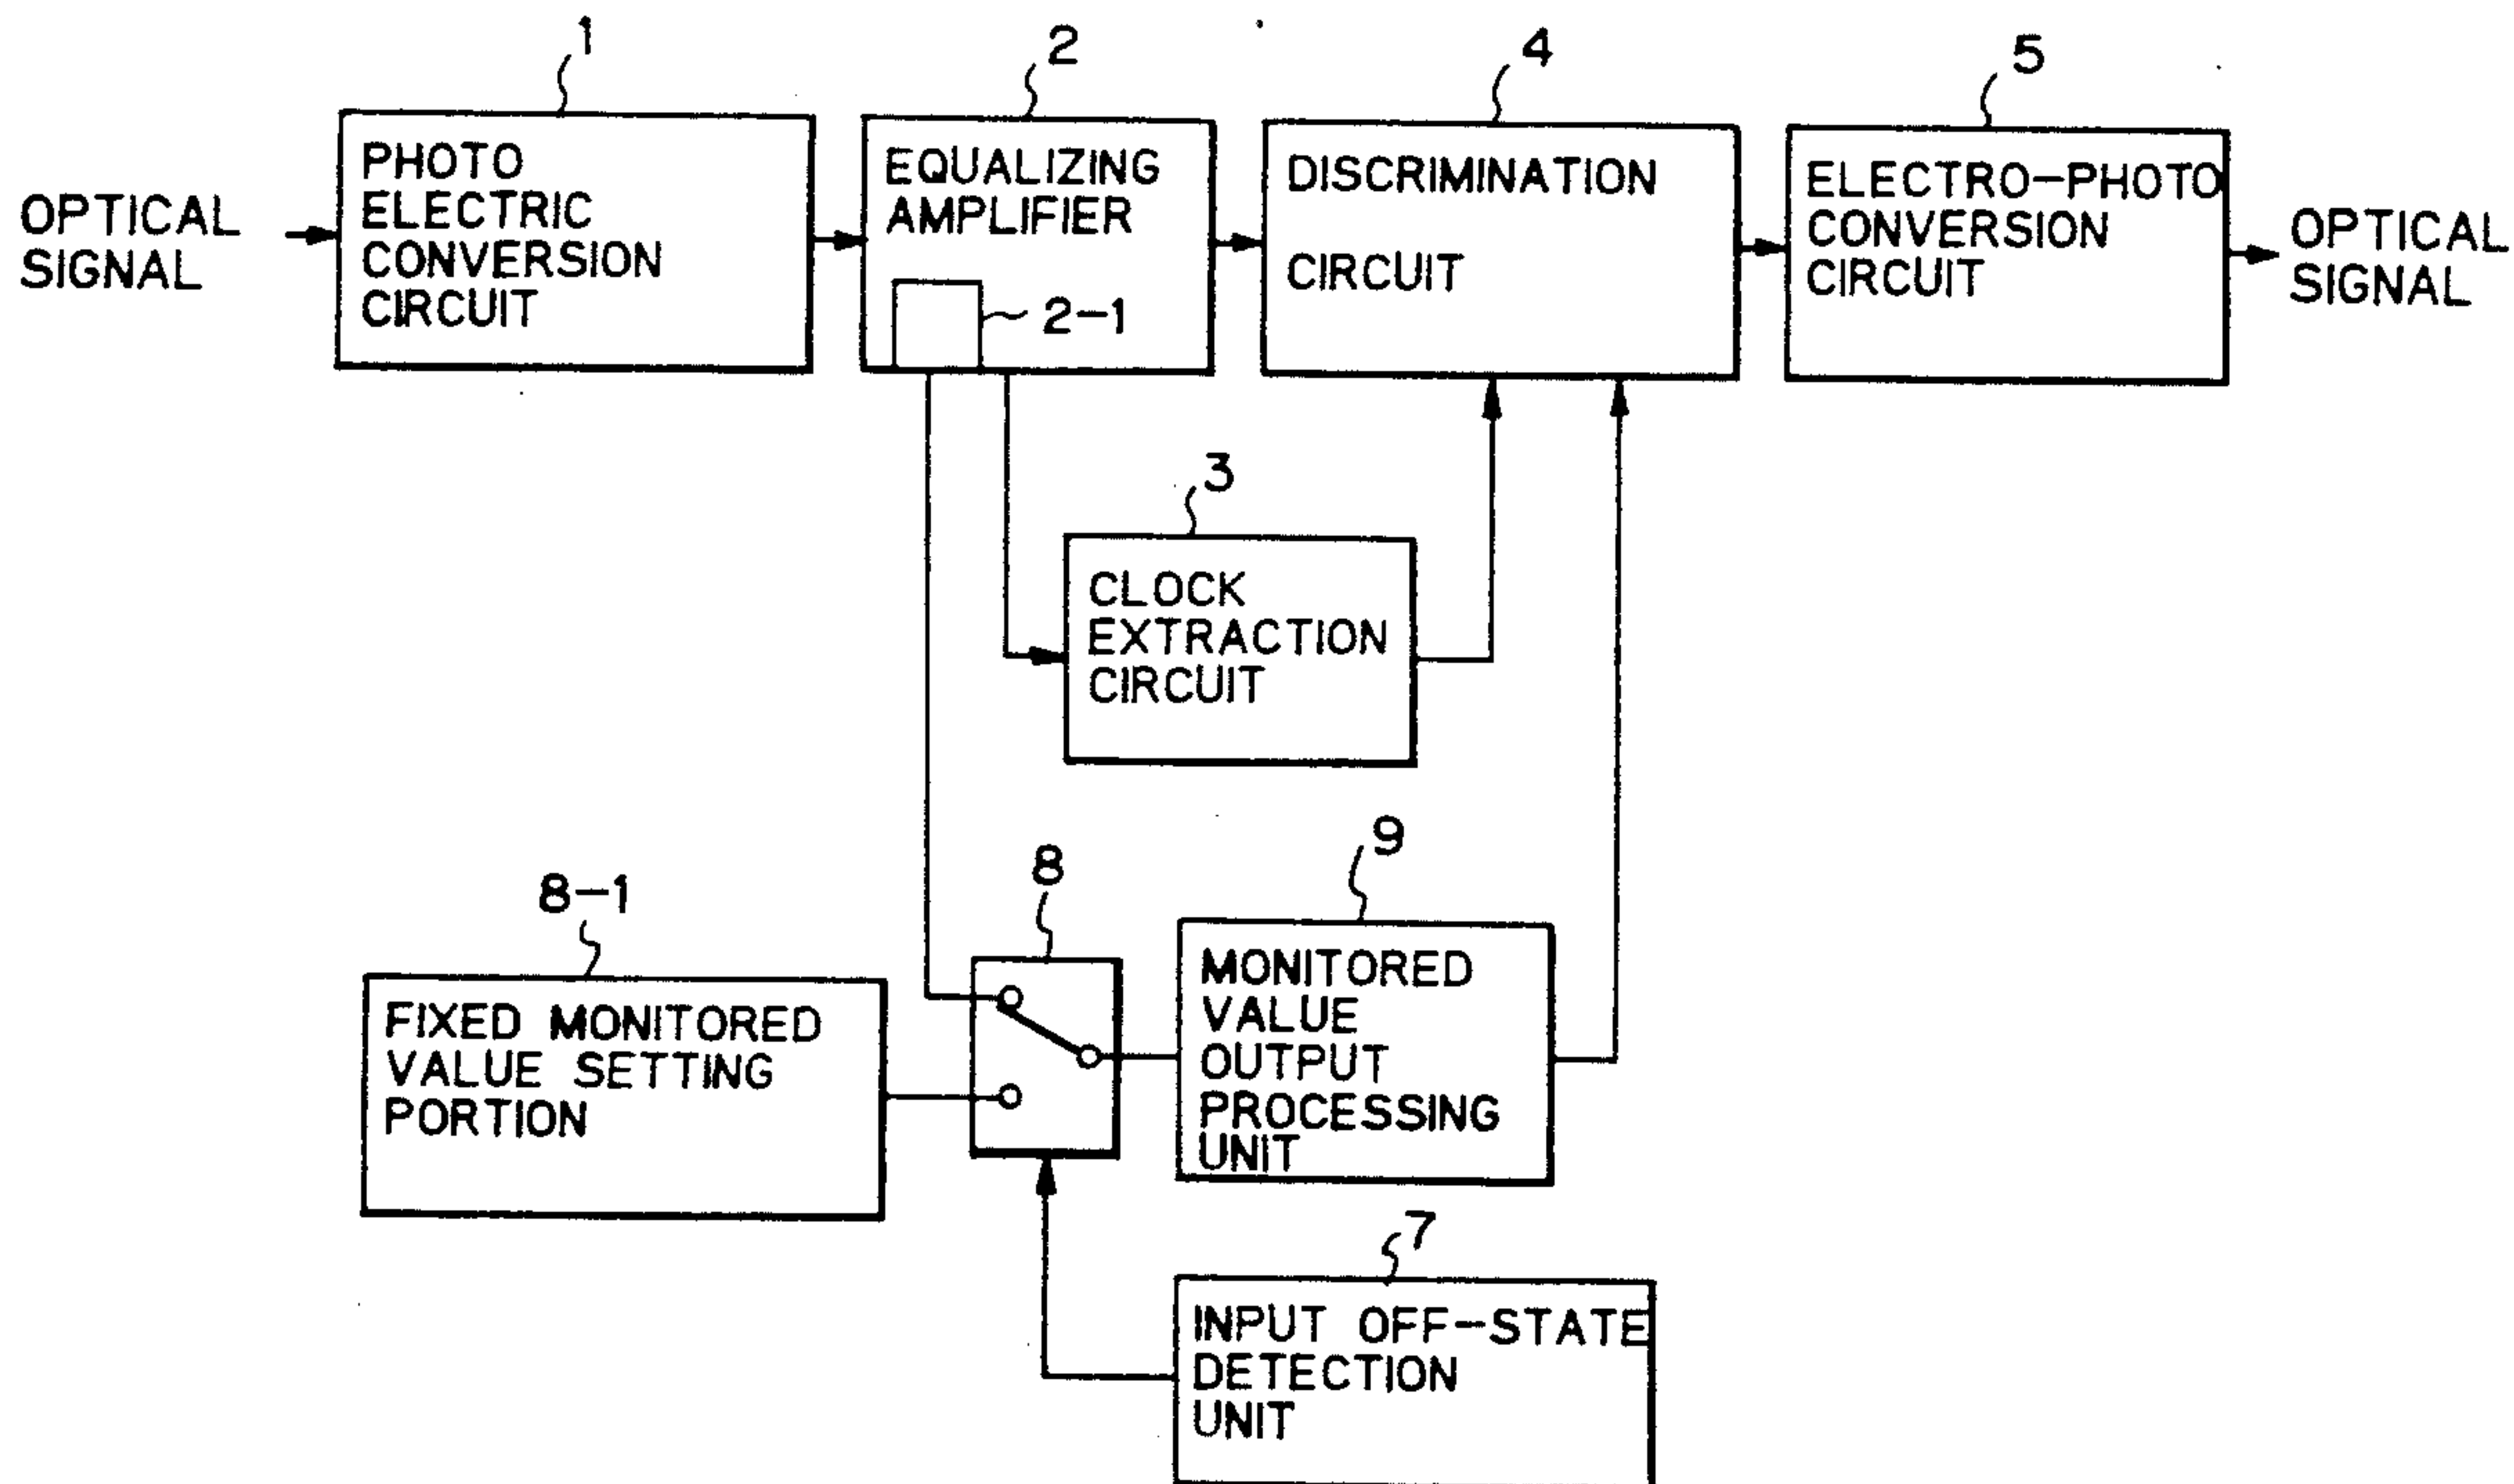 1
2
4
5
OPTICAL
SIGNAL
PHOTO
ELECTRIC
CONVERSION
CIRCUIT
EQUALIZING
AMPLIFIER
2-1
DISCRIMINATION
CIRCUIT
ELECTRO-PHOTO
CONVERSION
CIRCUIT
OPTICAL
SIGNAL
3
CLOCK
EXTRACTION
CIRCUIT
8-1
8
9
FIXED MONITORED
VALUE SETTING
PORTION
MONITORED
VALUE
OUTPUT
PROCESSING
UNIT
7
INPUT OFF-STATE
DETECTION
UNIT